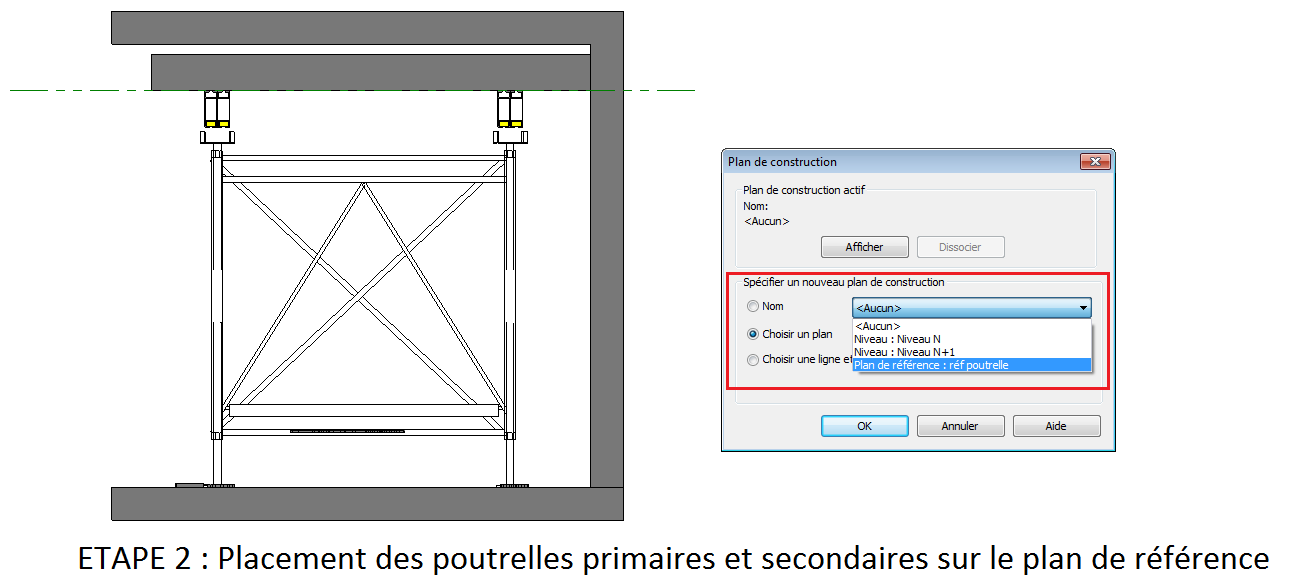 Plan de construction
Plan de construction actif
Nom:
<Aucun>
Afficher
Dissocier
Spécifier un nouveau plan de construction
Nom
<Aucun>
<Aucun>
Niveau : Niveau N
Choisir un plan
Niveau : Niveau N+1
Choisir une ligne et
Plan de référence : réf poutrelle
OK
Annuler
Aide
ETAPE 2 : Placement des poutrelles primaires et secondaires sur le plan de référence